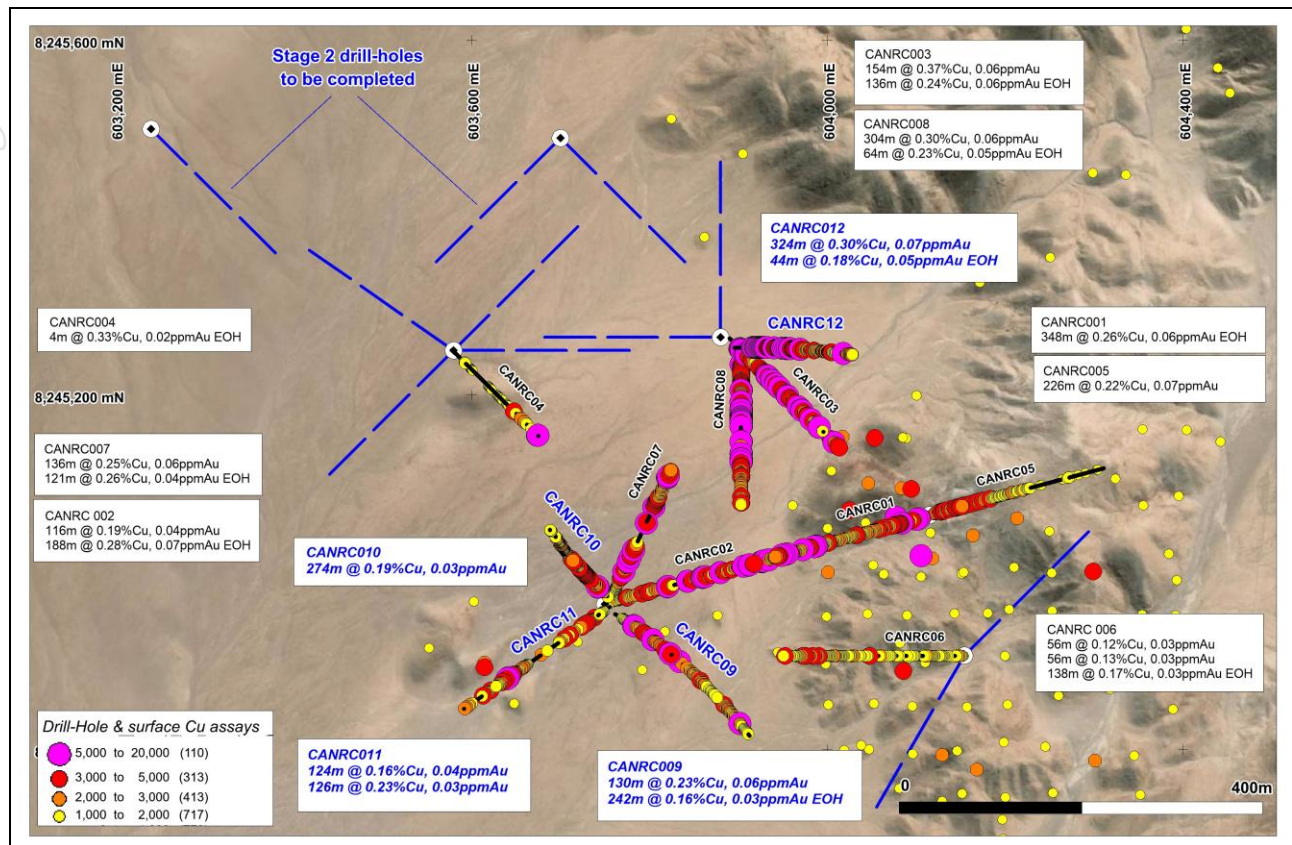 8,245,600 mN
Stage 2 drill-holes
to be completed
603,200 mE
603,600 mE
604,000 mE
604,400 mE
CANRC003
154m @ 0.37%Cu, 0.06ppmAu
136m @ 0.24%Cu, 0.06ppmAu EOH
CANRC008
304m @ 0.30%Cu, 0.06ppmAu
64m @ 0.23%Cu, 0.05ppmAu EOH
CANRC012
324m @ 0.30%Cu, 0.07ppmAu
44m @ 0.18%Cu, 0.05ppmAu EOH
CANRC004
4m @ 0.33%Cu, 0.02ppmAu EOH
CANRC001
348m @ 0.26%Cu, 0.06ppmAu
CANRC005
226m @ 0.22%Cu, 0.07ppmAu
8,245,200 mN
CANRC12
CANRC04
CANRC08
CANRC03
CANRC007
136m @ 0.25%Cu, 0.06ppmAu
121m @ 0.26%Cu, 0.04ppmAu EOH
CANRC 002
116m @ 0.19%Cu, 0.04ppmAu
188m @ 0.28%Cu, 0.07ppmAu EOH
CANRC07
CANRC05
CANRC01
CANRC02
CANRC10
CANRC010
274m @ 0.19%Cu, 0.03ppmAu
CANRC11
CANRC09
CANRC06
CANRC 006
56m @ 0.12%Cu, 0.03ppmAu
56m @ 0.13%Cu, 0.03ppmAu
138m @ 0.17%Cu, 0.03ppmAu EOH
Drill-Hole & surface Cu assays
5,000 to 20,000 (110)
3,000 to 5,000 (313)
2,000 to 3,000 (413)
1,000 to 2,000 (717)
CANRC011
124m @ 0.16%Cu, 0.04ppmAu
126m @ 0.23%Cu, 0.03ppmAu
CANRC009
130m @ 0.23%Cu, 0.06ppmAu
242m @ 0.16%Cu, 0.03ppmAu EOH
0
400m